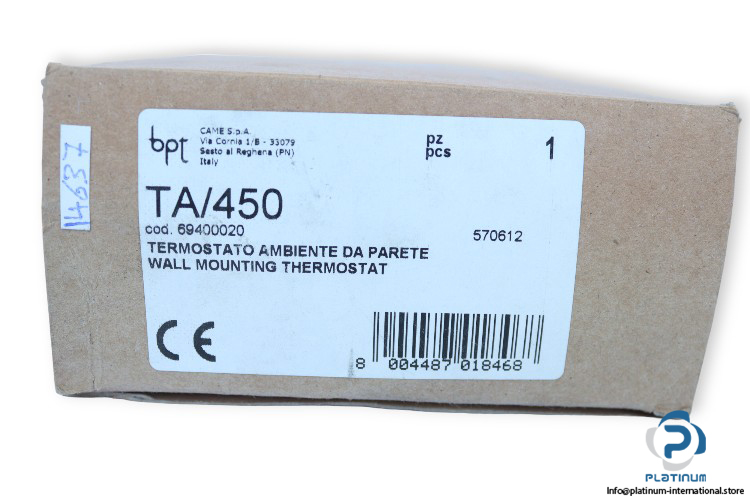 14637
bpt
CAME S.p.A.
Via Cornia 1/B - 33079
Sesto al Reghena (PN)
Italy
pz
pcs
1
TA/450
cod. 69400020
570612
TERMOSTATO AMBIENTE DA PARETE
WALL MOUNTING THERMOSTAT
CE
8 004487 018468
PLATINUM
Info@platinum-international.store